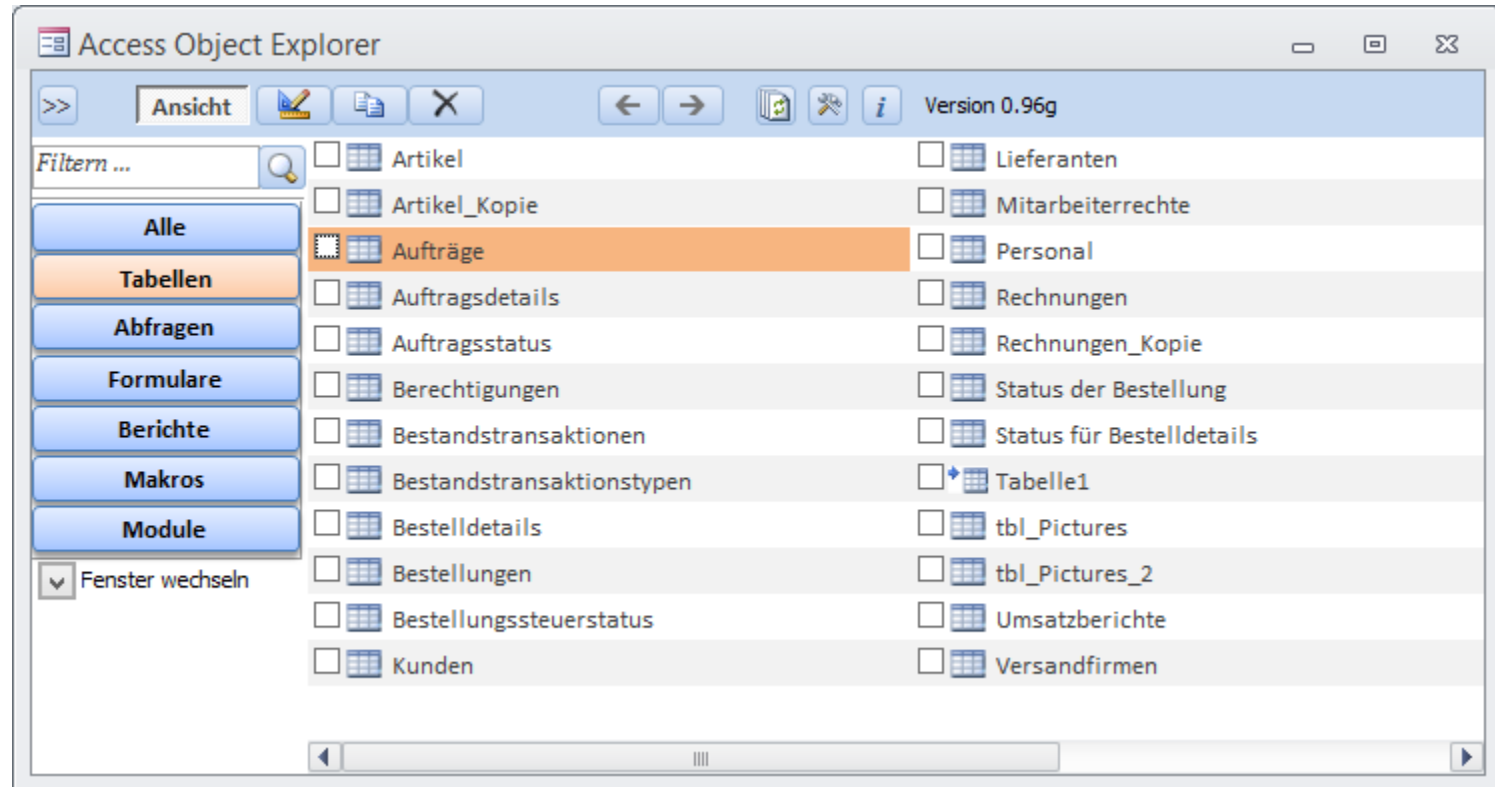 Access Object Explorer
>> Ansicht i Version 0.96g
Filtern ...
Alle
Tabellen
Abfragen
Formulare
Berichte
Makros
Module
Fenster wechseln
Artikel
Artikel_Kopie
Aufträge
Auftragsdetails
Auftragsstatus
Berechtigungen
Bestandstransaktionen
Bestandstransaktionstypen
Bestelldetails
Bestellungen
Bestellungssteuerstatus
Kunden
Lieferanten
Mitarbeiterrechte
Personal
Rechnungen
Rechnungen_Kopie
Status der Bestellung
Status für Bestelldetails
Tabelle1
tbl_Pictures
tbl_Pictures_2
Umsatzberichte
Versandfirmen